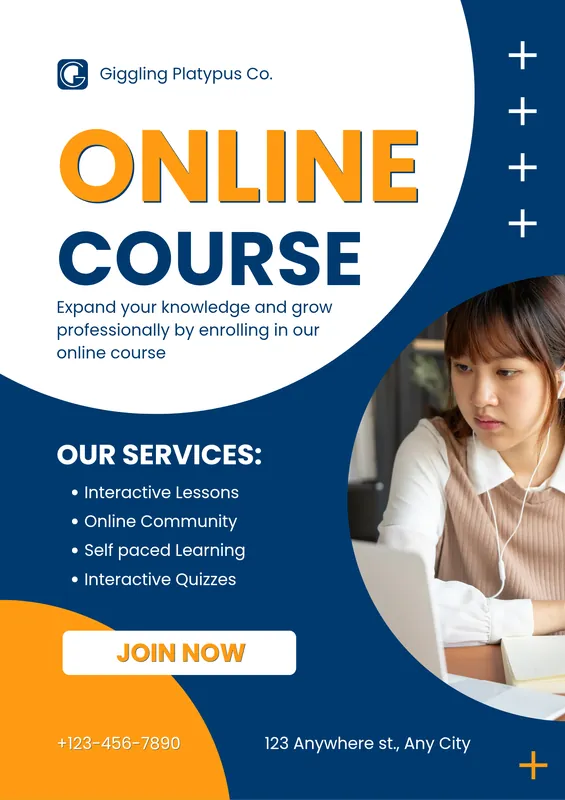 Giggling Platypus Co.
ONLINE
COURSE
Expand your knowledge and grow
professionally by enrolling in our
online course
OUR SERVICES:
• Interactive Lessons
• Online Community
• Self paced Learning
• Interactive Quizzes
JOIN NOW
+123-456-7890
123 Anywhere st., Any City